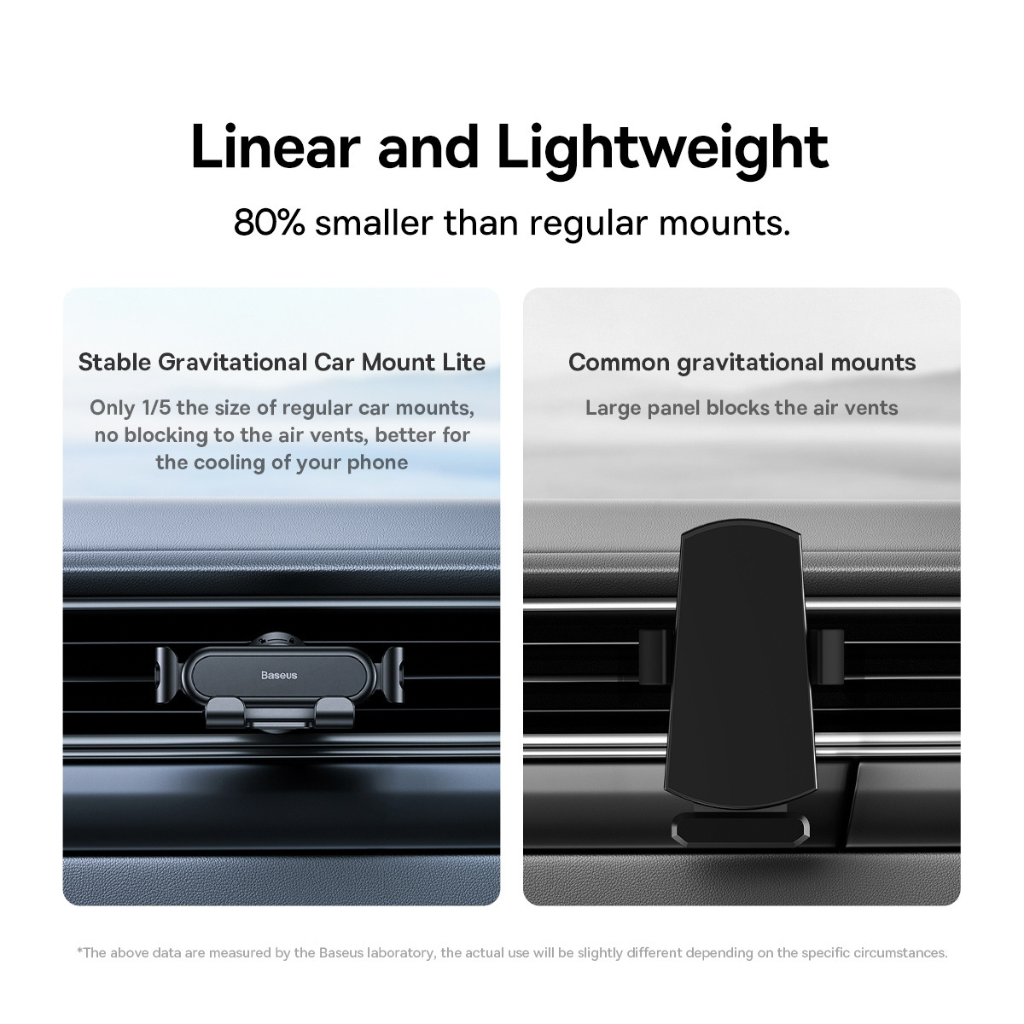 Linear and Lightweight
80% smaller than regular mounts.
Stable Gravitational Car Mount Lite
Only 1/5 the size of regular car mounts,
no blocking to the air vents, better for
the cooling of your phone
Common gravitational mounts
Large panel blocks the air vents
Baseus
*The above data are measured by the Baseus laboratory, the actual use will be slightly different depending on the specific circumstances.